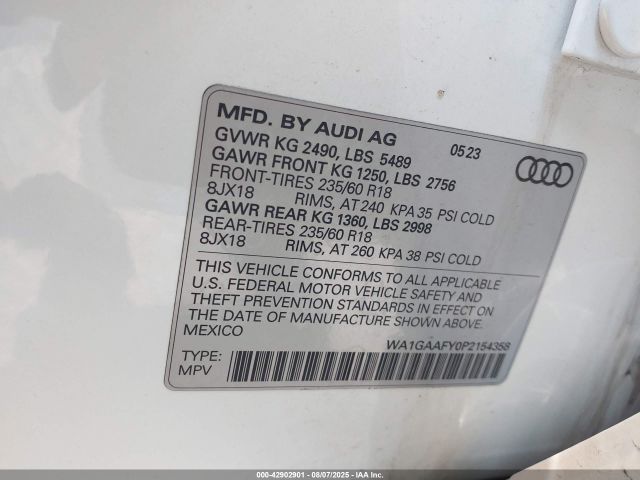 MFD. BY AUDI AG 0523
GVWR KG 2490, LBS 5489
GAWR FRONT KG 1250, LBS 2756
FRONT-TIRES 235/60 R18
8JX18 RIMS, AT 240 KPA 35 PSI COLD
GAWR REAR KG 1360, LBS 2998
REAR-TIRES 235/60 R18
8JX18 RIMS, AT 260 KPA 38 PSI COLD
THIS VEHICLE CONFORMS TO ALL APPLICABLE
U.S. FEDERAL MOTOR VEHICLE SAFETY AND
THEFT PREVENTION STANDARDS IN EFFECT ON
THE DATE OF MANUFACTURE SHOWN ABOVE.
MEXICO
WA1GAAFY0P2154358
TYPE:
MPV
000-42902901 - 08/07/2025 - IAA Inc.